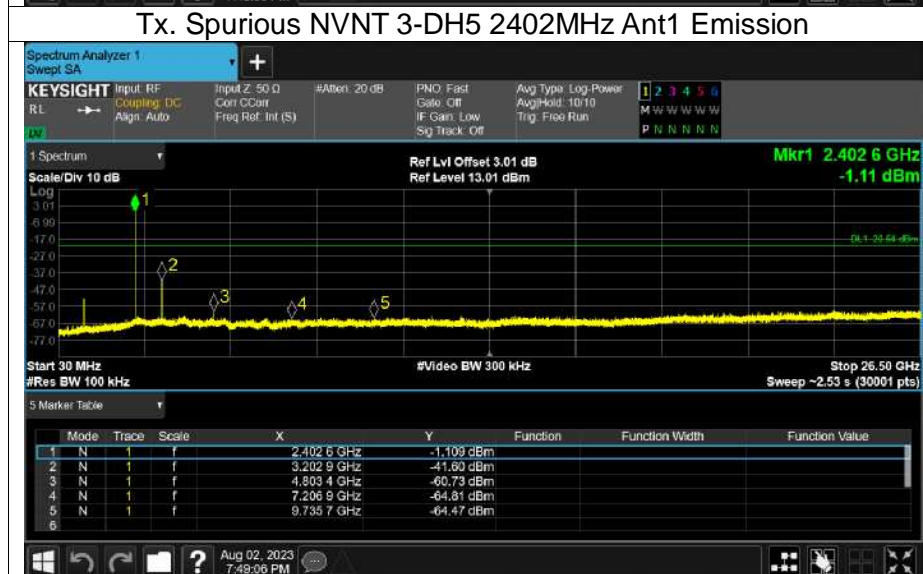 Tx. Spurious NVNT 3-DH5 2402MHz Ant1 Emission
Spectrum Analyzer 1
Swept SA
+
KEYSIGHT
RL
Input: RF
Coupling: DC
Align: Auto
Input Z: 50 Ω
Corr CCorr
Freq Ref: Int (S)
#Atten: 20 dB
PNO: Fast
Gate: Off
IF Gain: Low
Sig Track: Off
Avg Type: Log-Power
Avg|Hold: 10/10
Trig: Free Run
1 2 3 4 5 6
M W W W W W
P N N N N N
1 Spectrum
Scale/Div 10 dB
Ref Lvl Offset 3.01 dB
Ref Level 13.01 dBm
Mkr1 2.402 6 GHz
-1.11 dBm
Log
3.01
-6.99
-17.0
-27.0
-37.0
-47.0
-57.0
-67.0
-77.0
1
2
3
4
5
DL1 -20.64 dBm
Start 30 MHz
#Video BW 300 kHz
Stop 26.50 GHz
#Res BW 100 kHz
Sweep ~2.53 s (30001 pts)
5 Marker Table
Mode Trace Scale X Y Function Function Width Function Value
1 N 1 f 2.402 6 GHz -1.109 dBm
2 N 1 f 3.202 9 GHz -41.60 dBm
3 N 1 f 4.803 4 GHz -60.73 dBm
4 N 1 f 7.206 9 GHz -64.81 dBm
5 N 1 f 9.735 7 GHz -64.47 dBm
6
?
Aug 02, 2023
7:49:06 PM